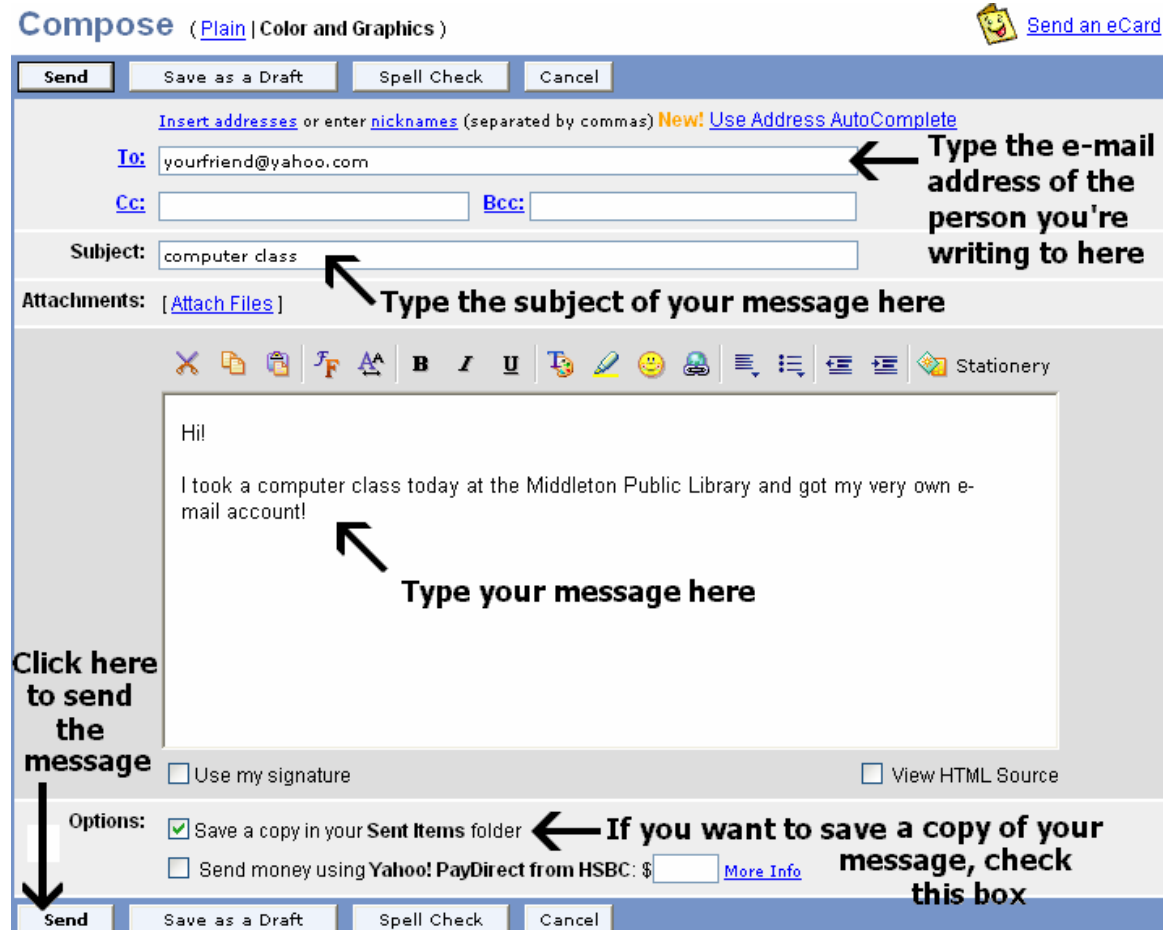 Compose ( Plain | Color and Graphics ) Send an eCard
Send Save as a Draft Spell Check Cancel
Insert addresses or enter nicknames (separated by commas) New! Use Address AutoComplete
To: yourfriend@yahoo.com
Type the e-mail
address of the
person you're
writing to here
Cc: Bcc:
Subject: computer class
Type the subject of your message here
Attachments: [ Attach Files ]
F F A A B I U T Stationery
Hi!
I took a computer class today at the Middleton Public Library and got my very own e-
mail account!
Type your message here
Click here
to send
the
message
Use my signature View HTML Source
Options: Save a copy in your Sent Items folder
If you want to save a copy of your
message, check
this box
Send money using Yahoo! PayDirect from HSBC: $ More Info
Send Save as a Draft Spell Check Cancel